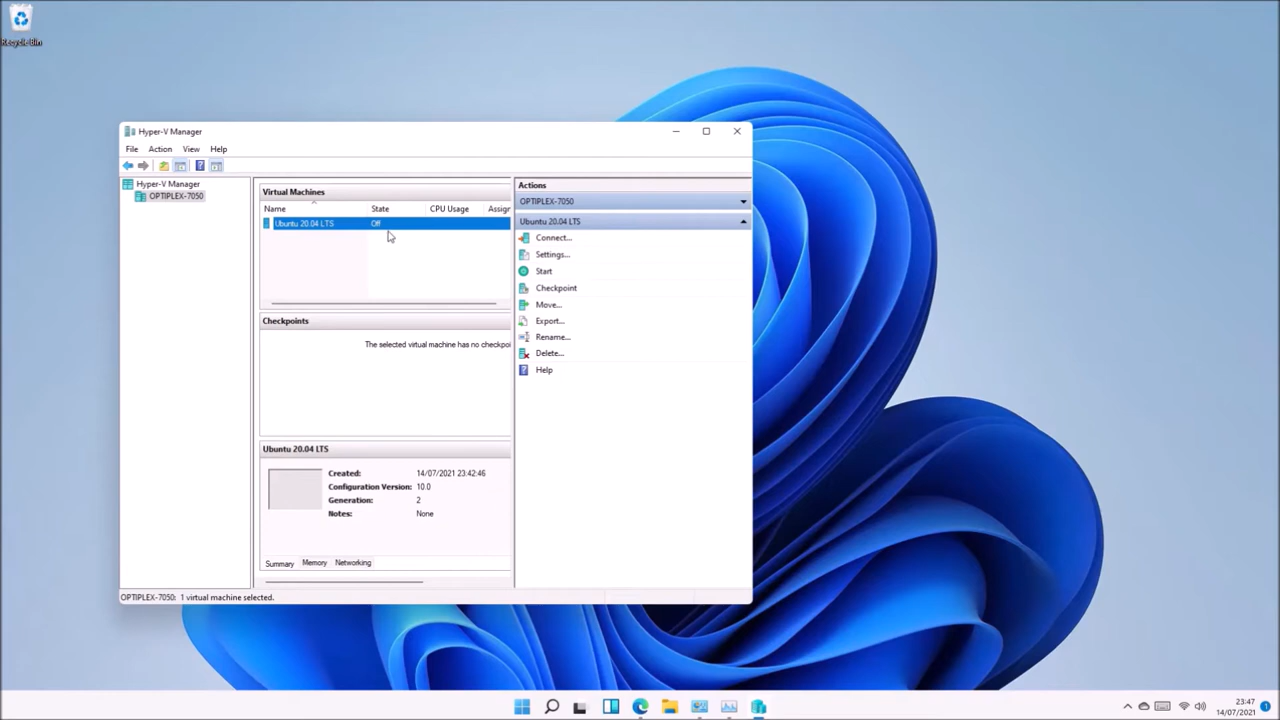 Recycle Bin
Hyper-V Manager
File Action View Help
Hyper-V Manager
OPTIPLEX-7050
Virtual Machines
Name State CPU Usage Assign
Ubuntu 20.04 LTS Off
Checkpoints
The selected virtual machine has no checkpoi
Ubuntu 20.04 LTS
Created: 14/07/2021 23:42:46
Configuration Version: 10.0
Generation: 2
Notes: None
Summary Memory Networking
Actions
OPTIPLEX-7050
Ubuntu 20.04 LTS
Connect...
Settings...
Start
Checkpoint
Move...
Export...
Rename...
Delete...
Help
OPTIPLEX-7050: 1 virtual machine selected.
23:47
14/07/2021
1